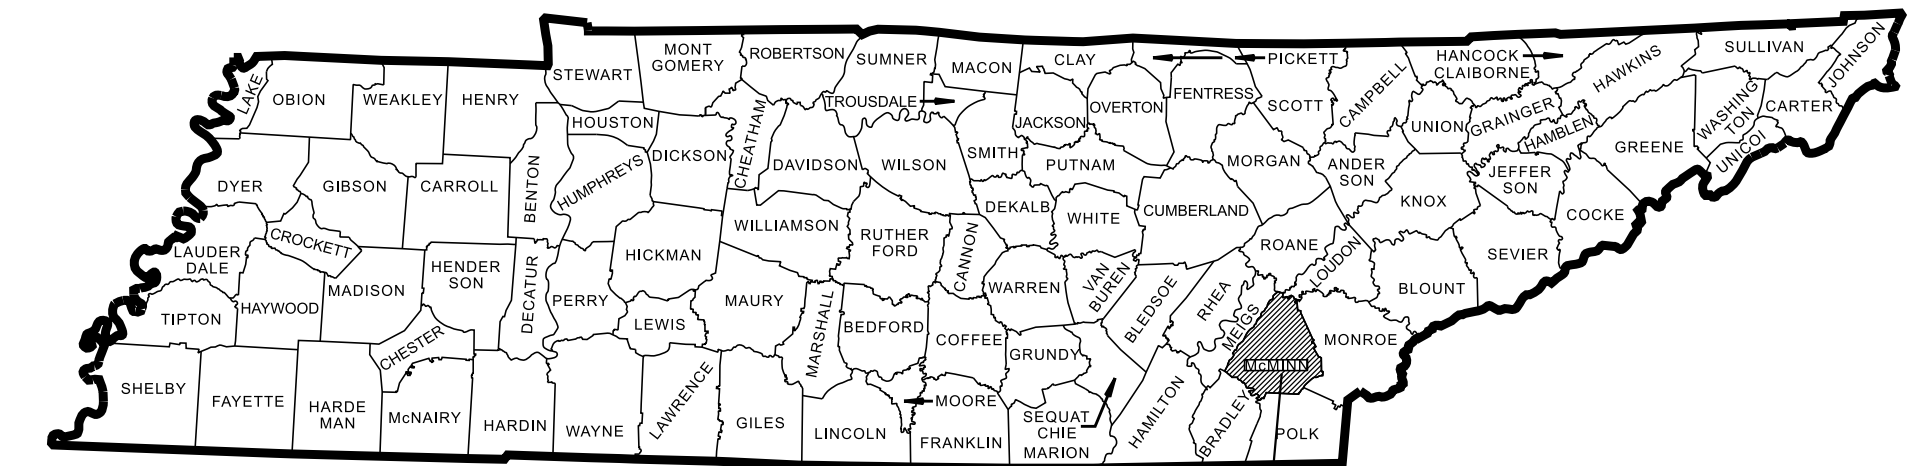 MONT
GOMERY
ROBERTSON
SUMNER
MACON
CLAY
PICKETT
HANCOCK
CLAIBORNE
HAWKINS
SULLIVAN
JOHNSON
STEWART
LAKE
OBION
WEAKLEY
HENRY
HOUSTON
CHEATHAM
TROUSDALE
JACKSON
OVERTON
FENTRESS
SCOTT
CAMPBELL
UNION
GRAINGER
HAMBLEN
WASHING
TON
CARTER
UNICOI
GREENE
DYER
GIBSON
CARROLL
BENTON
HUMPHREYS
DICKSON
DAVIDSON
WILSON
SMITH
PUTNAM
MORGAN
ANDER
SON
KNOX
JEFFER
SON
COCKE
LAUDER
DALE
CROCKETT
HENDER
SON
DECATUR
HICKMAN
WILLIAMSON
RUTHER
FORD
CANNON
DEKALB
WHITE
CUMBERLAND
ROANE
LOUDON
BLOUNT
SEVIER
TIPTON
HAYWOOD
MADISON
CHESTER
PERRY
LEWIS
MAURY
MARSHALL
BEDFORD
COFFEE
WARREN
VAN
BUREN
BLEDSOE
RHEA
MEIGS
McMINN
MONROE
SHELBY
FAYETTE
HARDE
MAN
McNAIRY
HARDIN
WAYNE
LAWRENCE
GILES
LINCOLN
MOORE
FRANKLIN
GRUNDY
SEQUAT
CHIE
MARION
HAMILTON
BRADLEY
POLK